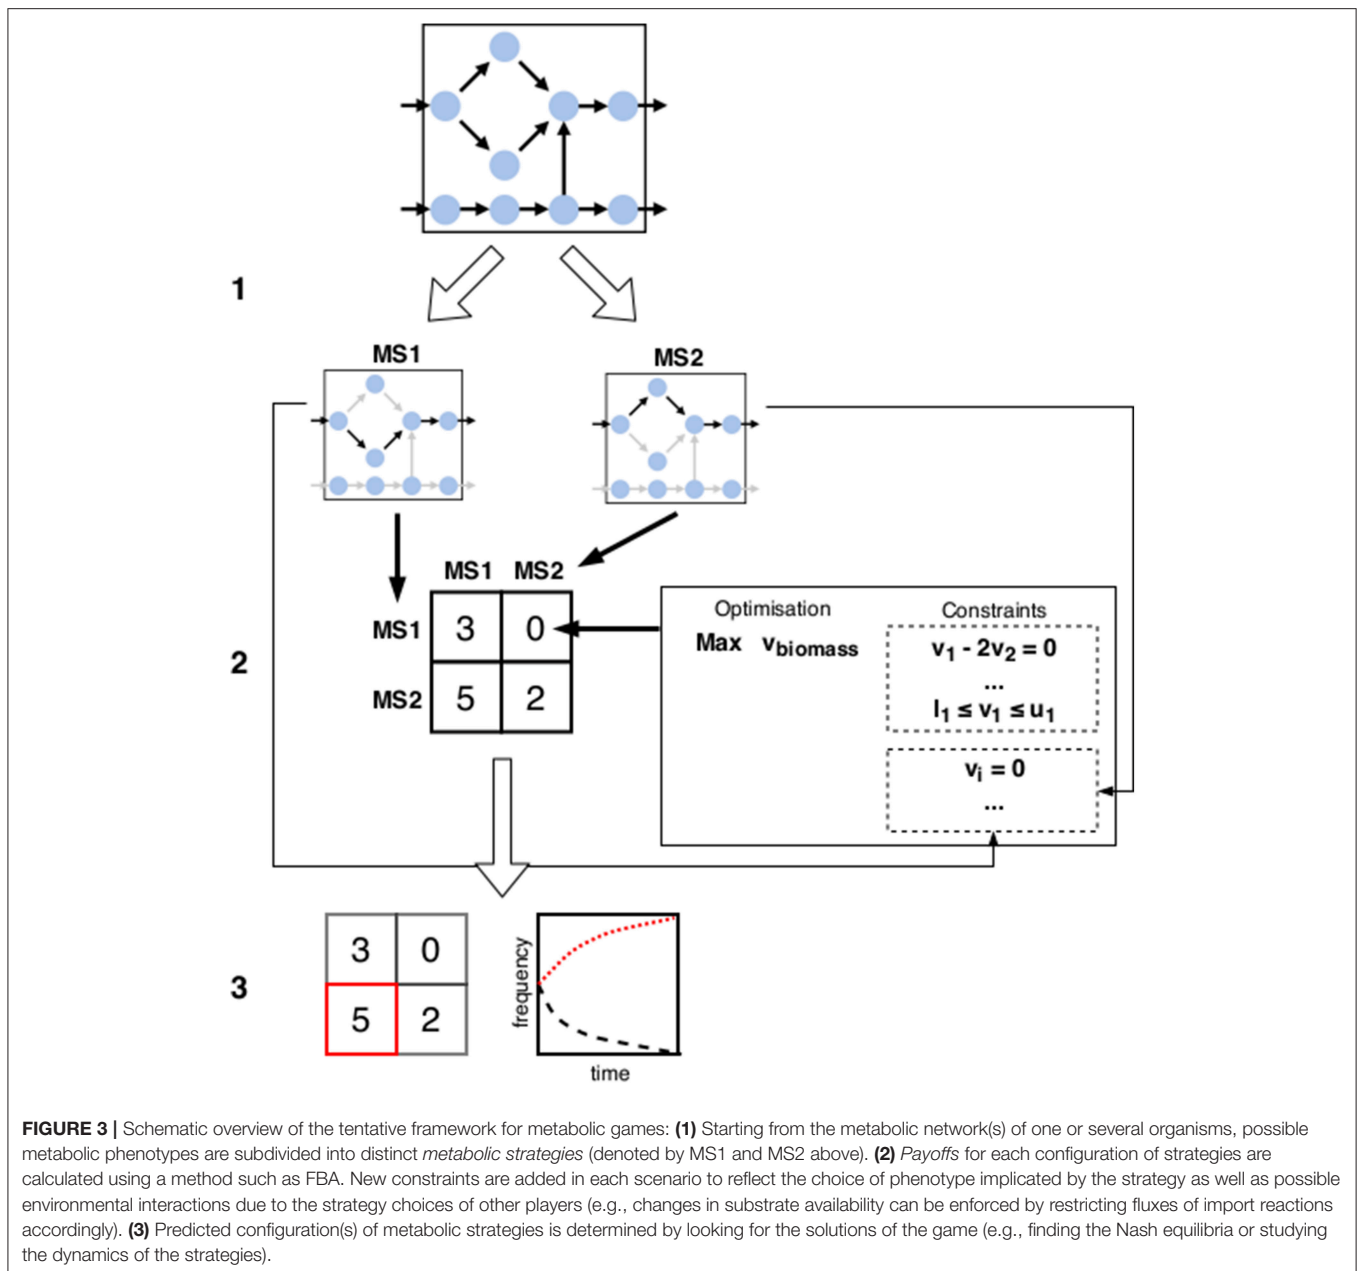 1
MS1
MS2
MS1 MS2
MS1 3 0
MS2 5 2
2
Optimisation
Max v_biomass
Constraints
v₁ - 2v₂ = 0
...
l₁ ≤ v₁ ≤ u₁
vᵢ = 0
...
3
3 0
5 2
frequency
time
FIGURE 3 | Schematic overview of the tentative framework for metabolic games: (1) Starting from the metabolic network(s) of one or several organisms, possible
metabolic phenotypes are subdivided into distinct metabolic strategies (denoted by MS1 and MS2 above). (2) Payoffs for each configuration of strategies are
calculated using a method such as FBA. New constraints are added in each scenario to reflect the choice of phenotype implicated by the strategy as well as possible
environmental interactions due to the strategy choices of other players (e.g., changes in substrate availability can be enforced by restricting fluxes of import reactions
accordingly). (3) Predicted configuration(s) of metabolic strategies is determined by looking for the solutions of the game (e.g., finding the Nash equilibria or studying
the dynamics of the strategies).